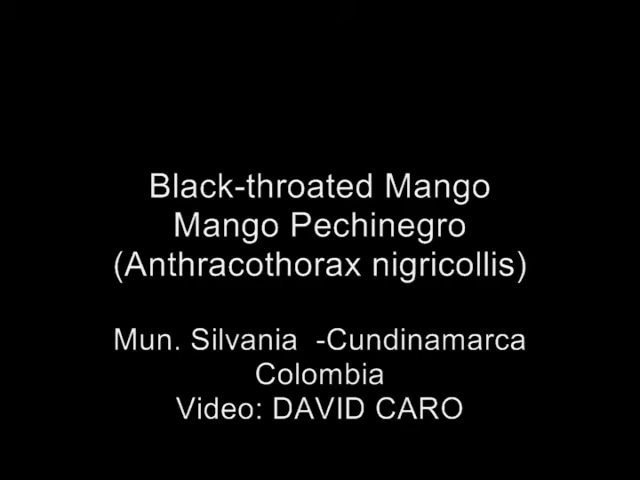 Black-throated Mango
Mango Pechinegro
(Anthracothorax nigricollis)
Mun. Silvania  -Cundinamarca
Colombia
Video: DAVID CARO